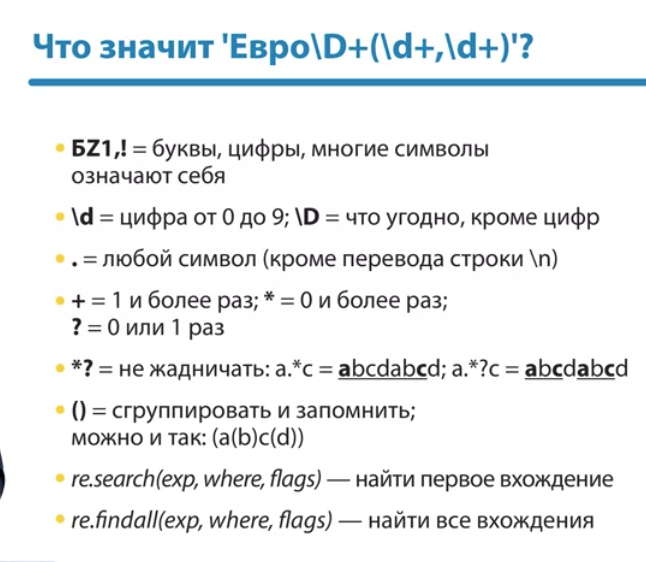 Что значит 'Евро\D+(\d+,\d+)'?
• БZ1,! = буквы, цифры, многие символы
означают себя
• \d = цифра от 0 до 9; \D = что угодно, кроме цифр
• . = любой символ (кроме перевода строки \n)
• + = 1 и более раз; * = 0 и более раз;
? = 0 или 1 раз
• *? = не жадничать: a.*c = abcdabcd; a.*?c = abcdabcd
• () = сгруппировать и запомнить;
можно и так: (a(b)c(d))
• re.search(exp, where, flags) — найти первое вхождение
• re.findall(exp, where, flags) — найти все вхождения